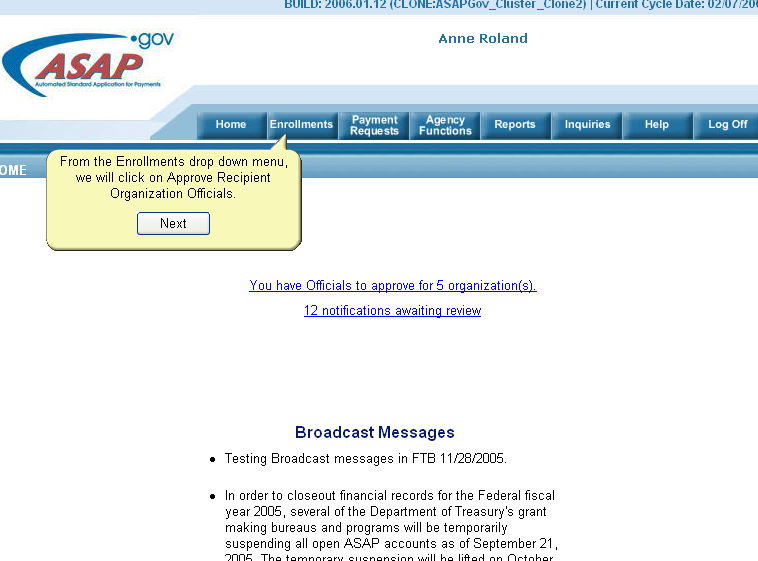 BUILD: 2006.01.12 (CLONE:ASAPGov_Cluster_Clone2) | Current Cycle Date: 02/07/200
.gov
ASAP
Automated Standard Application for Payments
Anne Roland
Home
Enrollments
Payment
Requests
Agency
Functions
Reports
Inquiries
Help
Log Off
OME
From the Enrollments drop down menu,
we will click on Approve Recipient
Organization Officials.
Next
You have Officials to approve for 5 organization(s).
12 notifications awaiting review
Broadcast Messages
• Testing Broadcast messages in FTB 11/28/2005.
• In order to closeout financial records for the Federal fiscal
year 2005, several of the Department of Treasury's grant
making bureaus and programs will be temporarily
suspending all open ASAP accounts as of September 21,
2005. The temporary suspension will be lifted on October